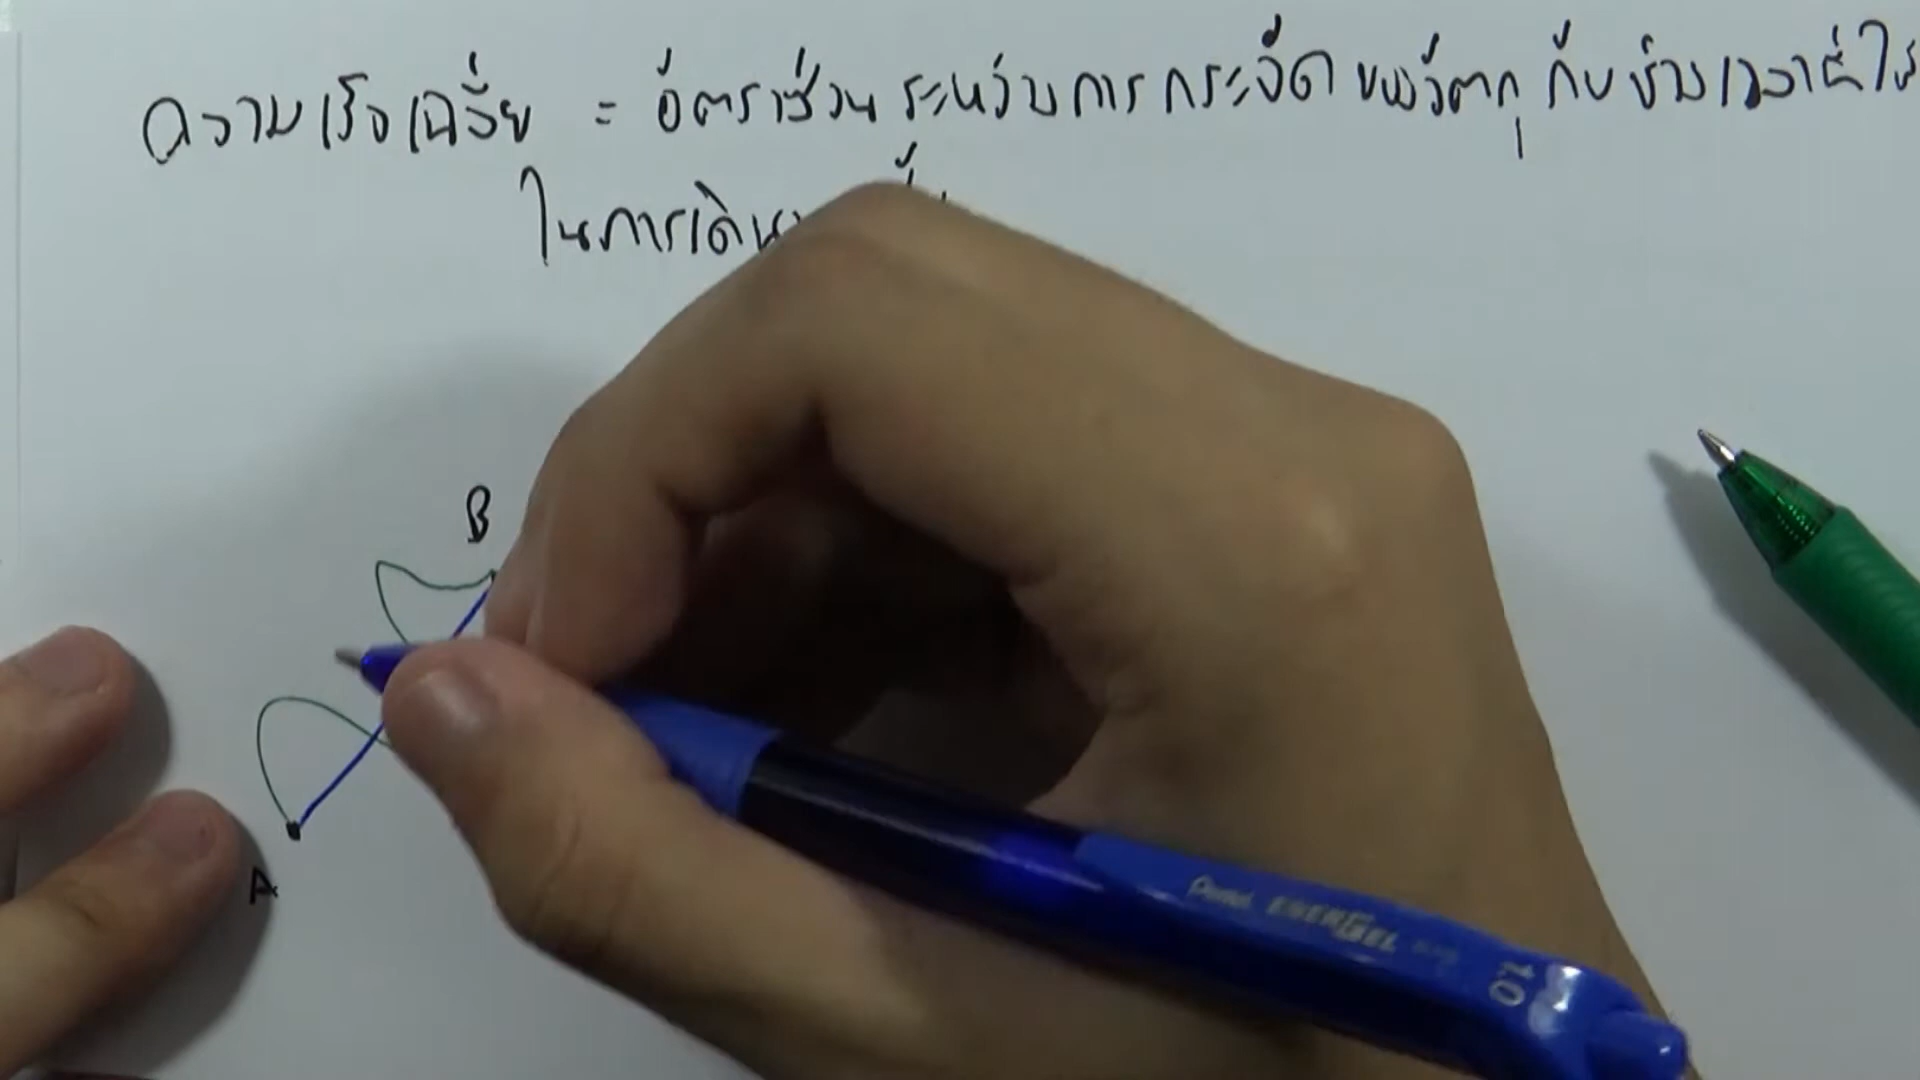 ความเร็วเฉลี่ย = อัตราส่วนระหว่างการกระจัดของวัตถุ กับช่วงเวลาที่ใช้
ในการเดิน
B
A
Pentel ENERGEL
1.0